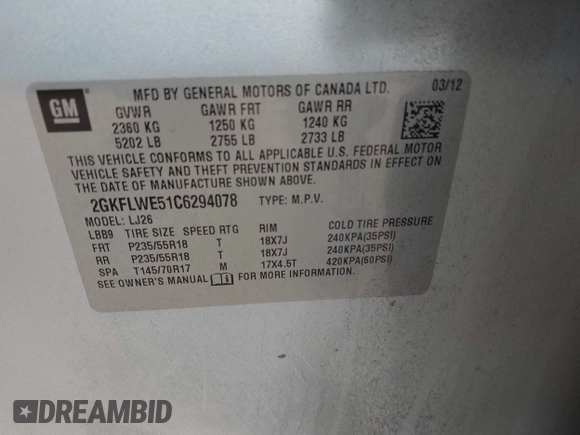 GM
MFD BY GENERAL MOTORS OF CANADA LTD. 03/12
GVWR GAWR FRT GAWR RR
2360 KG 1250 KG 1240 KG
5202 LB 2755 LB 2733 LB
THIS VEHICLE CONFORMS TO ALL APPLICABLE U.S. FEDERAL MOTOR
VEHICLE SAFETY AND THEFT PREVENTION STANDARDS IN EFFECT ON
THE DATE OF MANUFACTURE SHOWN ABOVE.
2GKFLWE51C6294078 TYPE: M.P.V.
MODEL: LJ26
LBB9 TIRE SIZE SPEED RTG RIM COLD TIRE PRESSURE
FRT P235/55R18 T 18X7J 240KPA(35PSI)
RR P235/55R18 T 18X7J 240KPA(35PSI)
SPA T145/70R17 M 17X4.5T 420KPA(60PSI)
SEE OWNER'S MANUAL FOR MORE INFORMATION.
DREAMBID